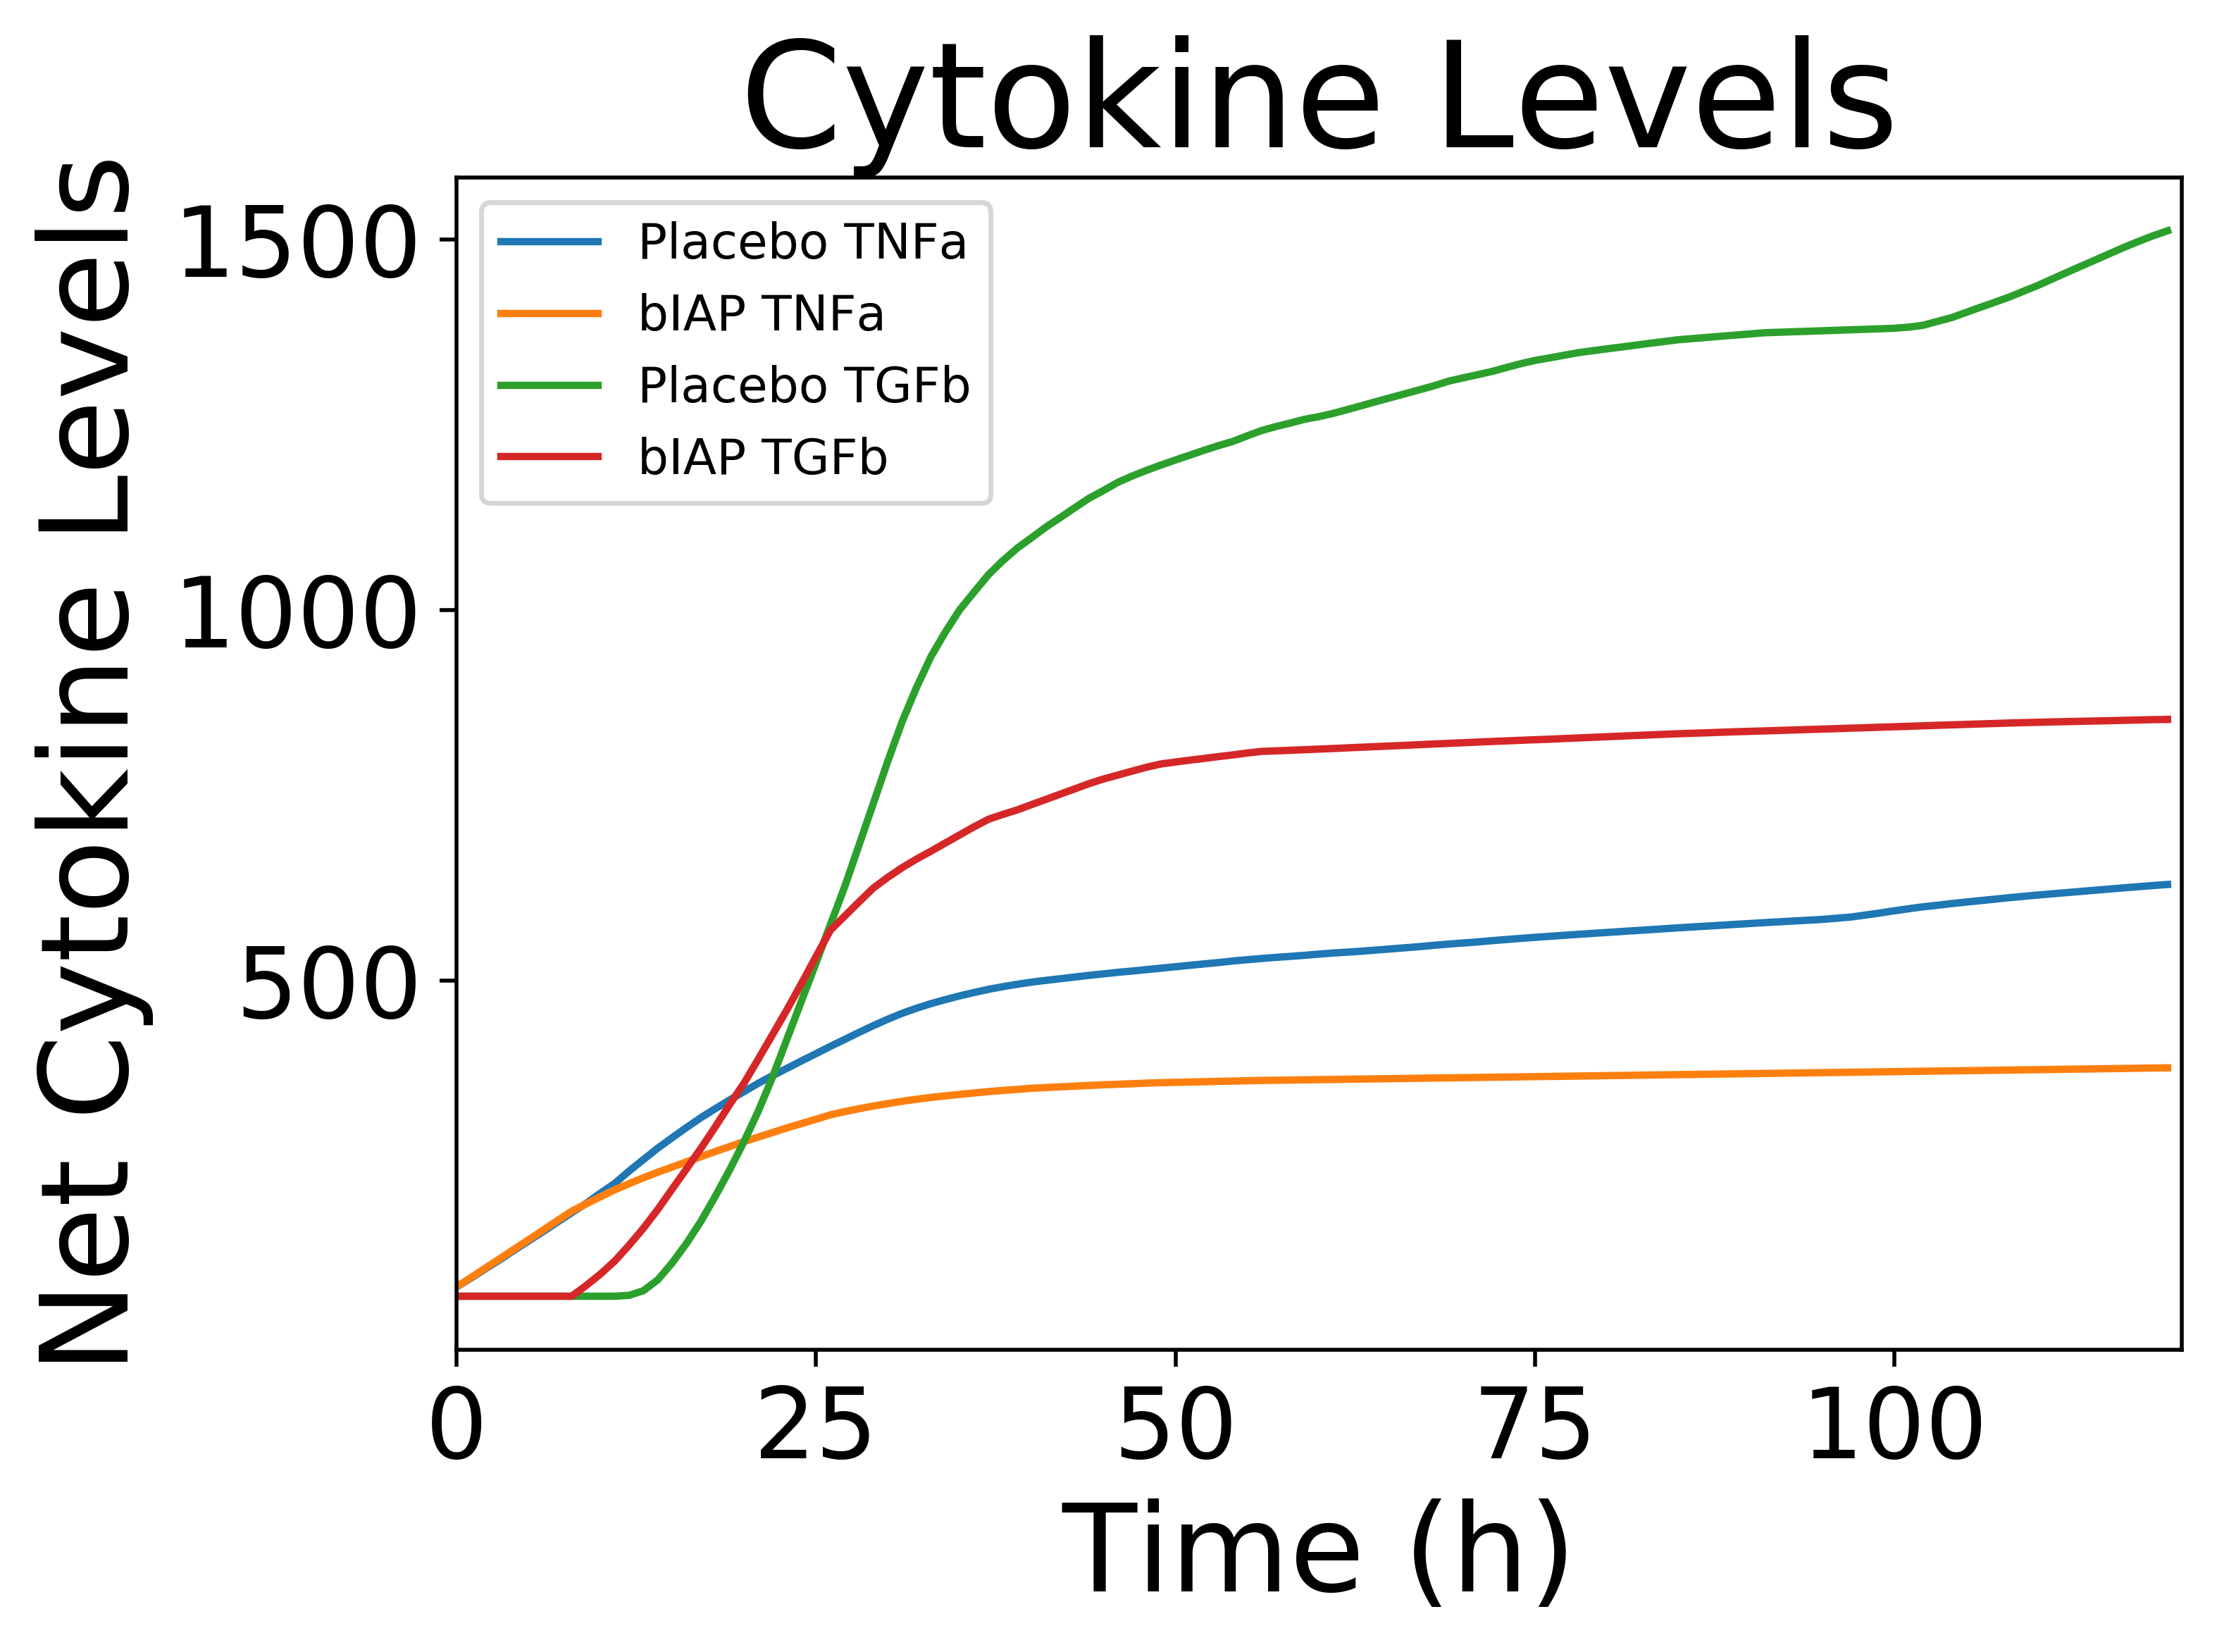 Cytokine Levels
Net Cytokine Levels
1500
1000
500
Placebo TNFa
bIAP TNFa
Placebo TGFb
bIAP TGFb
0 25 50 75 100
Time (h)